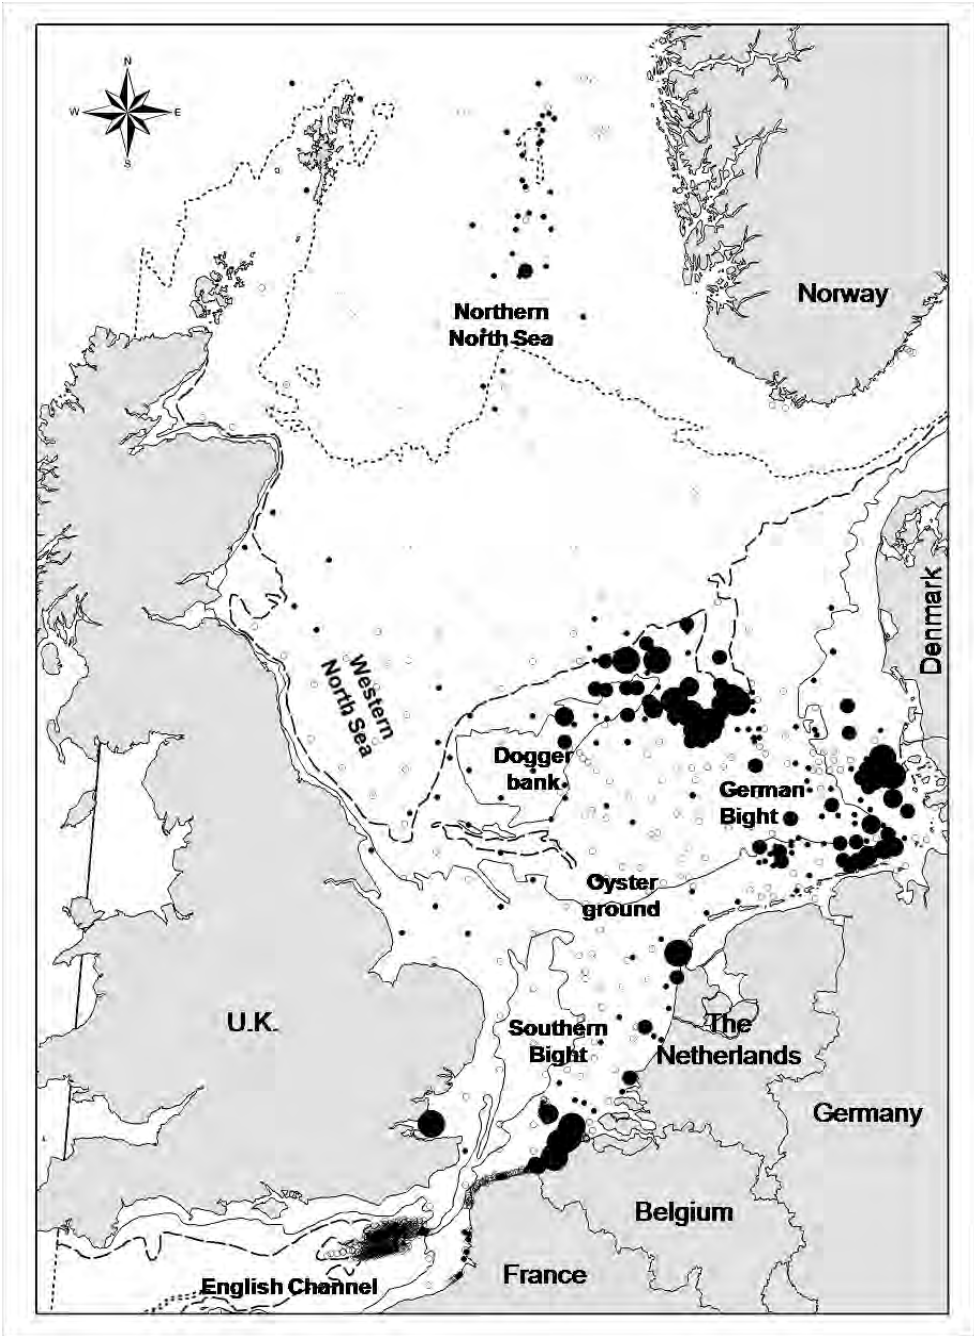 N
W
E
S
Norway
Northern
North Sea
Denmark
Western
North Sea
Dogger
bank
German
Bight
Oyster
ground
U.K.
Southern
Bight
The
Netherlands
Germany
Belgium
English Channel
France